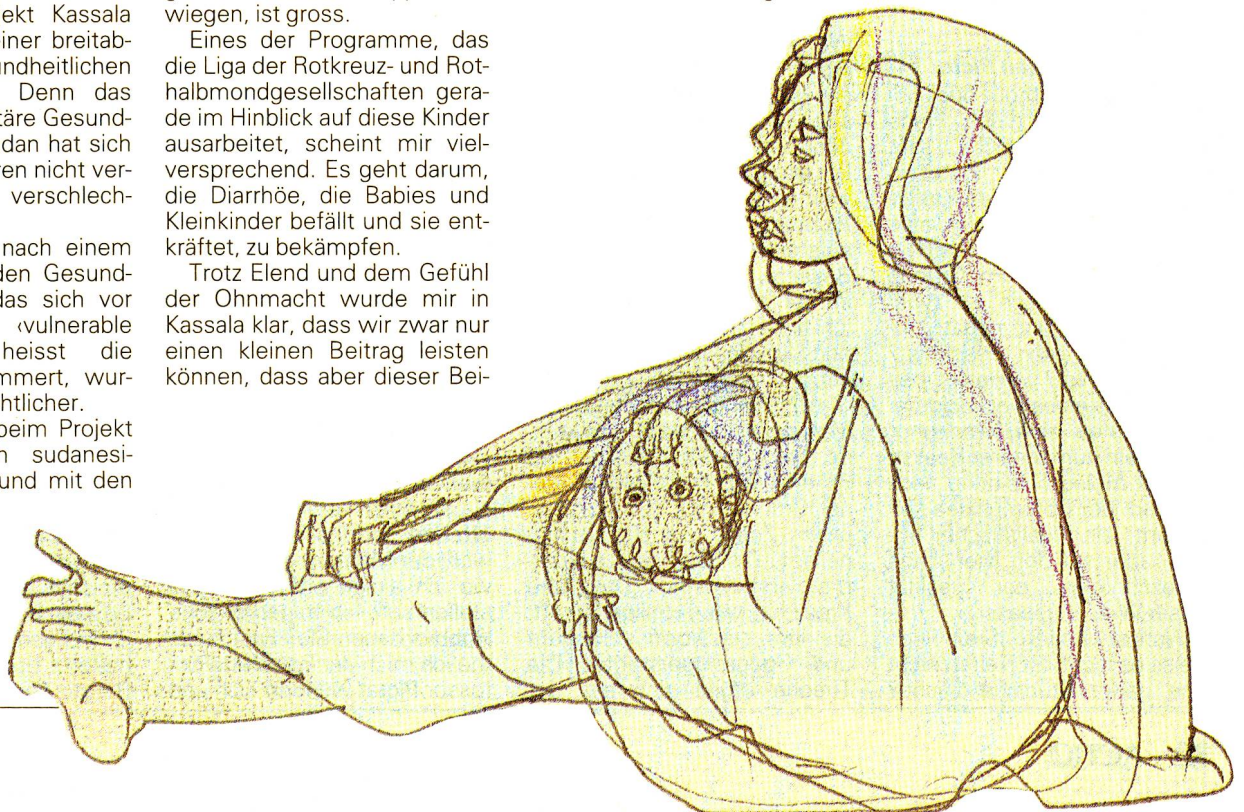 ekt Kassala
iner breitab-
ndheitlichen
Denn das
täre Gesund-
dan hat sich
ren nicht ver-
verschlech-
nach einem
den Gesund-
das sich vor
‹vulnerable
heisst die
mmert, wur-
htlicher.
beim Projekt
n sudanesi-
und mit den
wiegen, ist gross.
Eines der Programme, das
die Liga der Rotkreuz- und Rot-
halbmondgesellschaften gera-
de im Hinblick auf diese Kinder
ausarbeitet, scheint mir viel-
versprechend. Es geht darum,
die Diarrhöe, die Babies und
Kleinkinder befällt und sie ent-
kräftet, zu bekämpfen.
Trotz Elend und dem Gefühl
der Ohnmacht wurde mir in
Kassala klar, dass wir zwar nur
einen kleinen Beitrag leisten
können, dass aber dieser Bei-